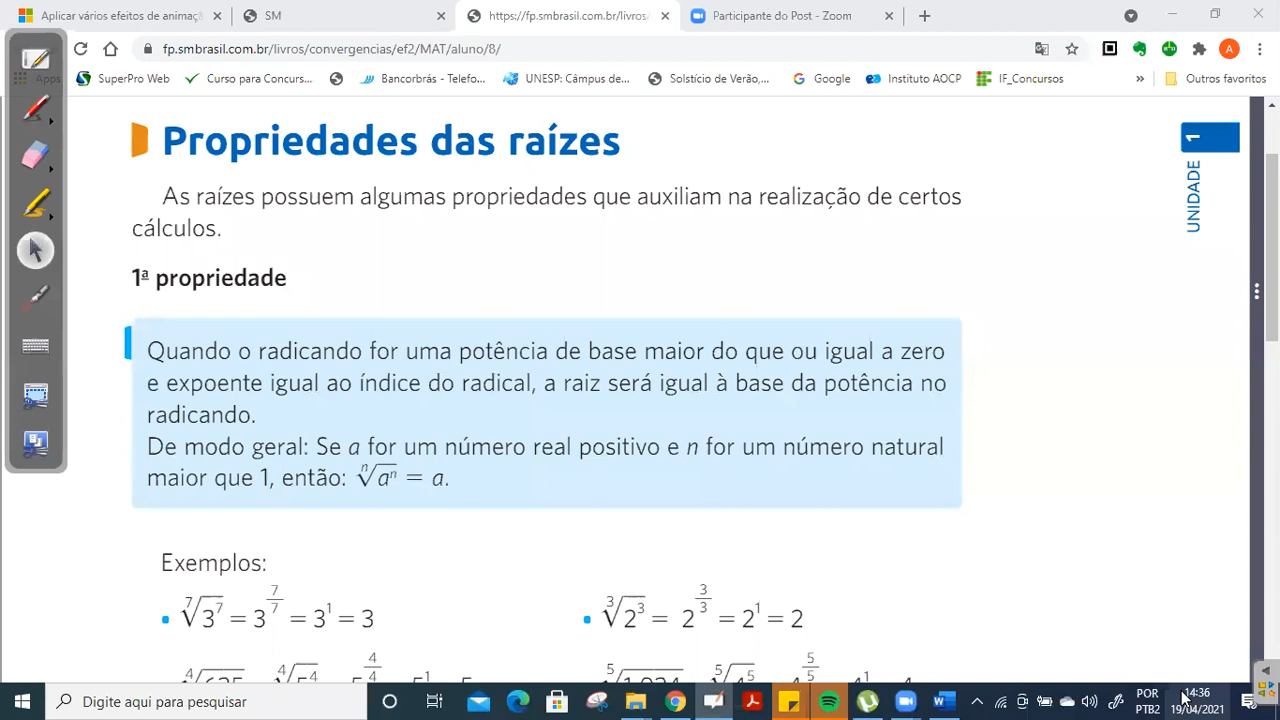 Aplicar vários efeitos de animaçã
SM
https://fp.smbrasil.com.br/livros/
Participante do Post - Zoom
fp.smbrasil.com.br/livros/convergencias/ef2/MAT/aluno/8/
A
Apps
SuperPro Web
Curso para Concurs...
Bancorbrás - Telefo...
UNESP: Câmpus de...
Solstício de Verão,...
Google
Instituto AOCP
IF_Concursos
»
Outros favoritos
Propriedades das raízes
UNIDADE 1
As raízes possuem algumas propriedades que auxiliam na realização de certos
cálculos.
1ª propriedade
Quando o radicando for uma potência de base maior do que ou igual a zero
e expoente igual ao índice do radical, a raiz será igual à base da potência no
radicando.
De modo geral: Se a for um número real positivo e n for um número natural
maior que 1, então: ⁿ√aⁿ = a.
Exemplos:
• ⁷√3⁷ = 3^(7/7) = 3¹ = 3
• ³√2³ = 2^(3/3) = 2¹ = 2
Digite aqui para pesquisar
POR
PTB2
14:36
19/04/2021